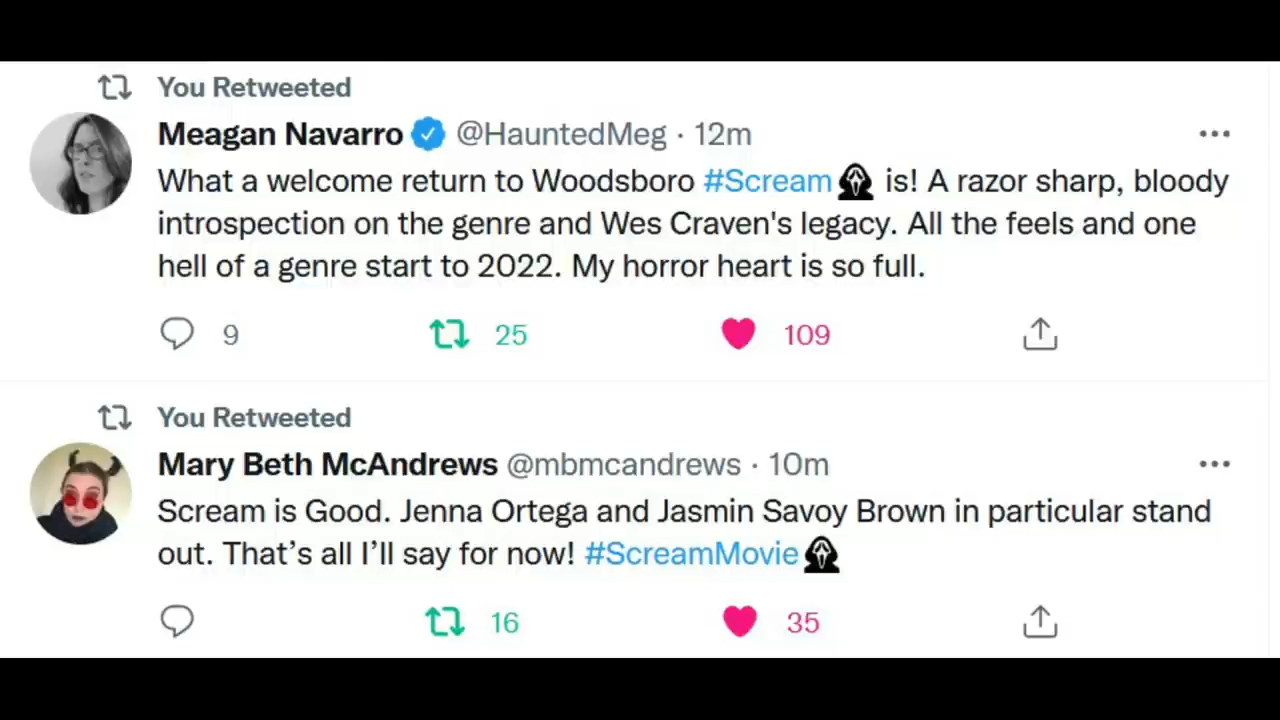 You Retweeted
Meagan Navarro @HauntedMeg · 12m
What a welcome return to Woodsboro #Scream is! A razor sharp, bloody
introspection on the genre and Wes Craven's legacy. All the feels and one
hell of a genre start to 2022. My horror heart is so full.
9 25 109
You Retweeted
Mary Beth McAndrews @mbmcandrews · 10m
Scream is Good. Jenna Ortega and Jasmin Savoy Brown in particular stand
out. That’s all I’ll say for now! #ScreamMovie
16 35